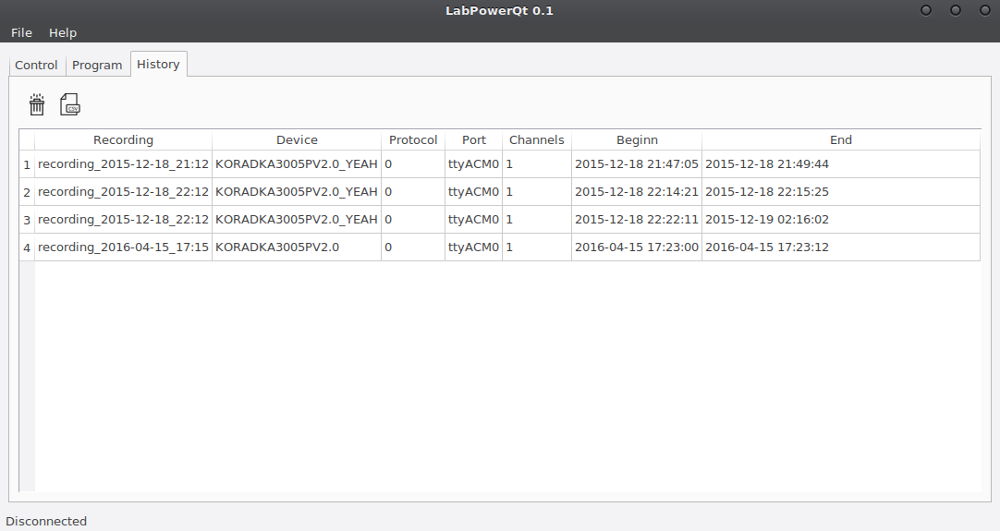 LabPowerQt 0.1
File Help
Control Program History
CSV
Recording Device Protocol Port Channels Beginn End
1 recording_2015-12-18_21:12 KORADKA3005PV2.0_YEAH 0 ttyACM0 1 2015-12-18 21:47:05 2015-12-18 21:49:44
2 recording_2015-12-18_22:12 KORADKA3005PV2.0_YEAH 0 ttyACM0 1 2015-12-18 22:14:21 2015-12-18 22:15:25
3 recording_2015-12-18_22:12 KORADKA3005PV2.0_YEAH 0 ttyACM0 1 2015-12-18 22:22:11 2015-12-19 02:16:02
4 recording_2016-04-15_17:15 KORADKA3005PV2.0 0 ttyACM0 1 2016-04-15 17:23:00 2016-04-15 17:23:12
Disconnected